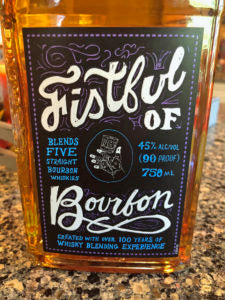 Fistful
OF
BLENDS
FIVE
STRAIGHT
BOURBON
WHISKIES
45% ALC/VOL
(90 PROOF)
750 ML
Bourbon
CREATED WITH OVER 100 YEARS OF
WHISKY BLENDING EXPERIENCE